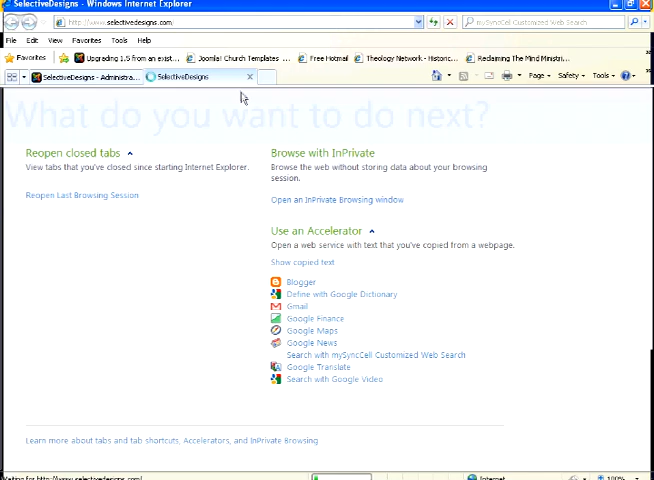 SelectiveDesigns - Windows Internet Explorer
http://www.selectivedesigns.com/
mySyncCell Customized Web Search
File Edit View Favorites Tools Help
Favorites Upgrading 1.5 from an exist... Joomla! Church Templates ... Free Hotmail Theology Network - Historic... Reclaiming The Mind Ministri...
SelectiveDesigns - Administra... SelectiveDesigns Page Safety Tools
What do you want to do next?
Reopen closed tabs
View tabs that you've closed since starting Internet Explorer.
Reopen Last Browsing Session
Browse with InPrivate
Browse the web without storing data about your browsing
session.
Open an InPrivate Browsing window
Use an Accelerator
Open a web service with text that you've copied from a webpage.
Show copied text
Blogger
Define with Google Dictionary
Gmail
Google Finance
Google Maps
Google News
Search with mySyncCell Customized Web Search
Google Translate
Search with Google Video
Learn more about tabs and tab shortcuts, Accelerators, and InPrivate Browsing
Waiting for http://www.selectivedesigns.com/ Internet 100%